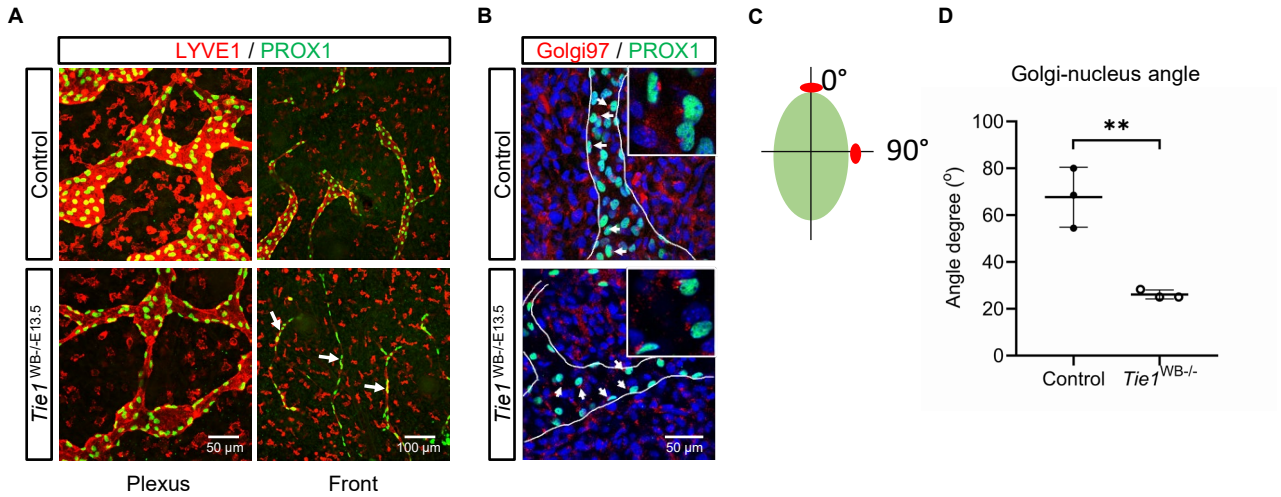 A
LYVE1 / PROX1
Control
Tie1 WB-/-E13.5
50 µm
100 µm
Plexus
Front
B
Golgi97 / PROX1
Control
Tie1 WB-/-E13.5
50 µm
C
0°
90°
D
Golgi-nucleus angle
**
Angle degree (°)
100
80
60
40
20
0
Control
Tie1WB-/-